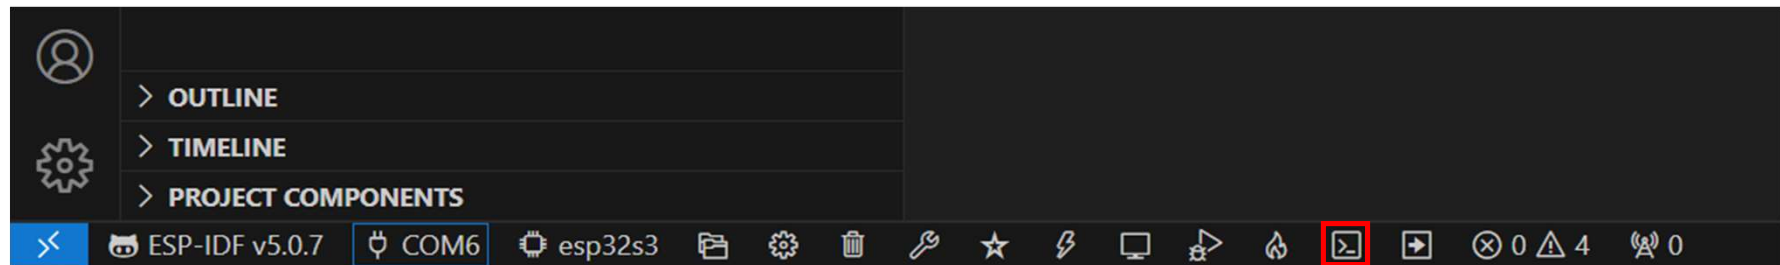 OUTLINE
TIMELINE
PROJECT COMPONENTS
ESP-IDF v5.0.7 COM6 esp32s3 0 4 0